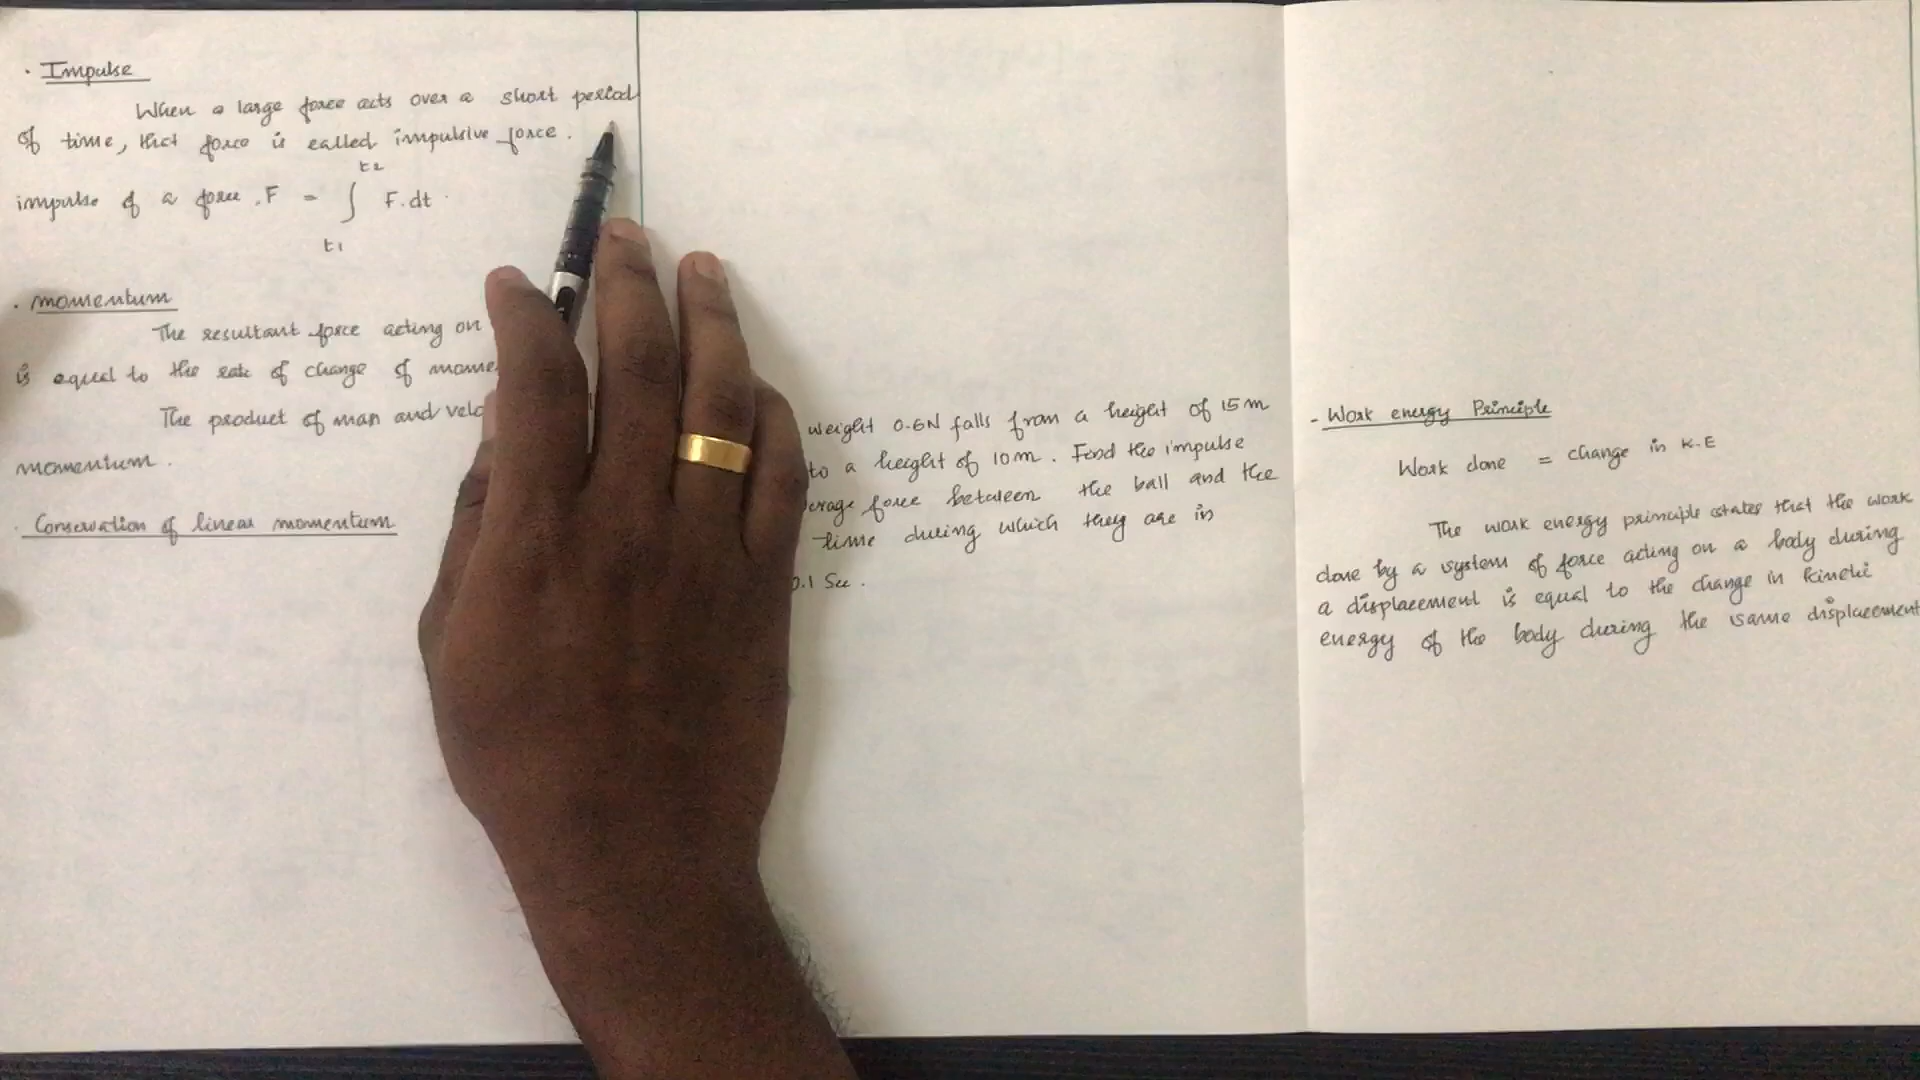 . Impulse
When a large force acts over a short period
of time, that force is called impulsive force.
t2
impulse of a force, F = ∫ F.dt
t1
. momentum
The resultant force acting on
is equal to the rate of change of mome
The product of man and velo
momentum.
. Conservation of linear momentum
weight 0.6N falls from a height of 15m
to a height of 10m. Find the impulse
erage force between the ball and the
time during which they are in
0.1 Sec.
- Work energy Principle
Work done = change in K.E
The work energy principle states that the work
done by a system of force acting on a body during
a displacement is equal to the change in kinetic
energy of the body during the same displacement